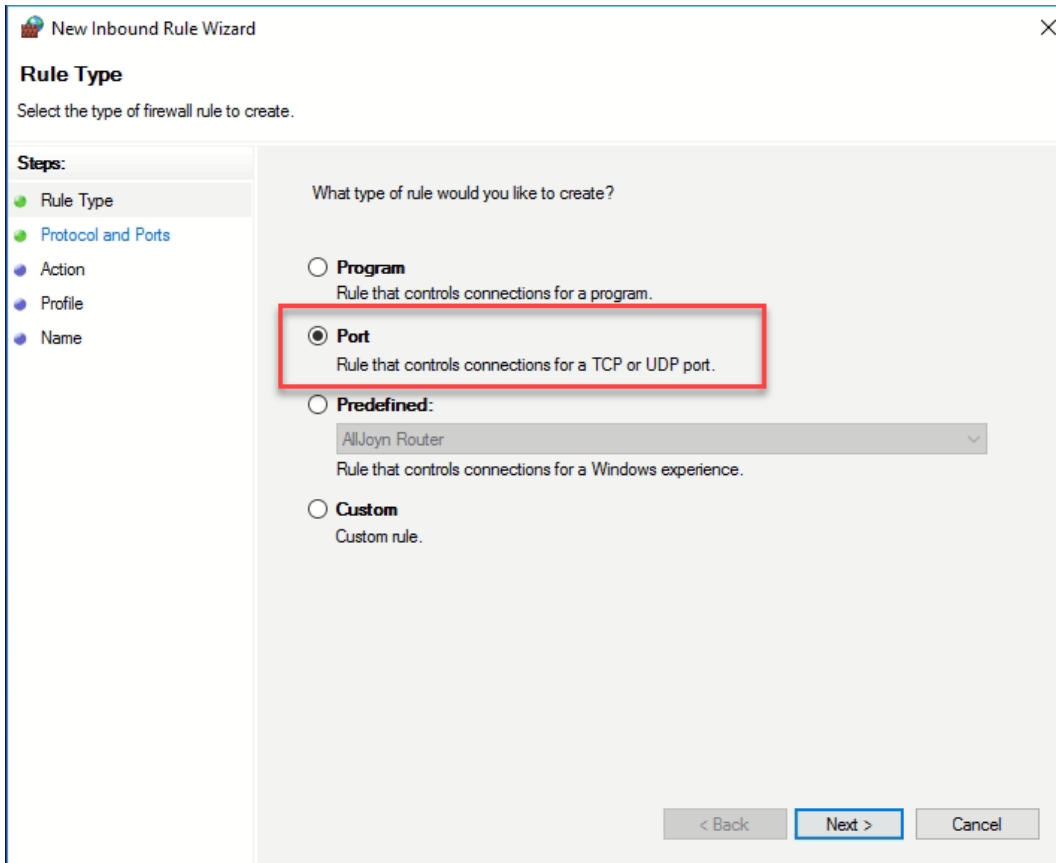 New Inbound Rule Wizard
Rule Type
Select the type of firewall rule to create.
Steps:
Rule Type
Protocol and Ports
Action
Profile
Name
What type of rule would you like to create?
Program
Rule that controls connections for a program.
Port
Rule that controls connections for a TCP or UDP port.
Predefined:
AllJoyn Router
Rule that controls connections for a Windows experience.
Custom
Custom rule.
< Back Next > Cancel